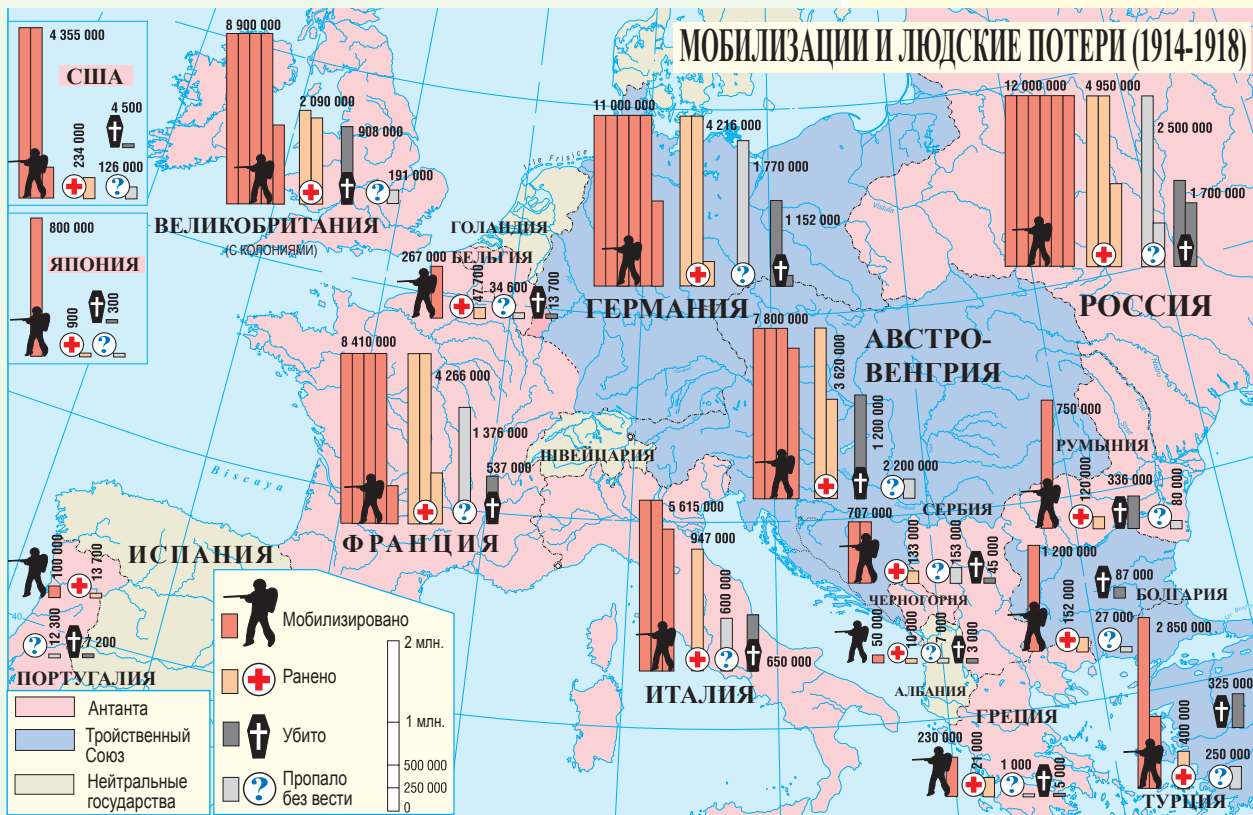 МОБИЛИЗАЦИИ И ЛЮДСКИЕ ПОТЕРИ (1914-1918)
4 355 000
США
234 000
4 500
126 000
800 000
ЯПОНИЯ
900
300
8 900 000
2 090 000
908 000
191 000
ВЕЛИКОБРИТАНИЯ
(С КОЛОНИЯМИ)
ГОЛАНДИЯ
267 000
БЕЛЬГИЯ
47 700
34 600
13 700
11 000 000
4 216 000
1 770 000
1 152 000
ГЕРМАНИЯ
12 000 000
4 950 000
2 500 000
1 700 000
РОССИЯ
Vistula
8 410 000
4 266 000
1 376 000
537 000
ФРАНЦИЯ
7 800 000
3 620 000
1 200 000
2 200 000
АВСТРО-
ВЕНГРИЯ
ШВЕЙЦАРИЯ
Biscaya
750 000
РУМЫНИЯ
120 000
336 000
80 000
5 615 000
947 000
600 000
650 000
ИТАЛИЯ
707 000
СЕРБИЯ
133 000
153 000
45 000
ЧЕРНОГОРНЯ
50 000
10 000
7 000
3 000
АЛБАНИЯ
1 200 000
87 000
БОЛГАРИЯ
152 000
27 000
2 850 000
325 000
400 000
250 000
ТУРЦИЯ
ГРЕЦИЯ
230 000
21 000
1 000
5 000
ИСПАНИЯ
100 000
13 700
40
12 300
7 200
ПОРТУГАЛИЯ
Антанта
Тройственный
Союз
Нейтральные
государства
Мобилизировано
Ранено
Убито
Пропало
без вести
2 млн.
1 млн.
500 000
250 000
0